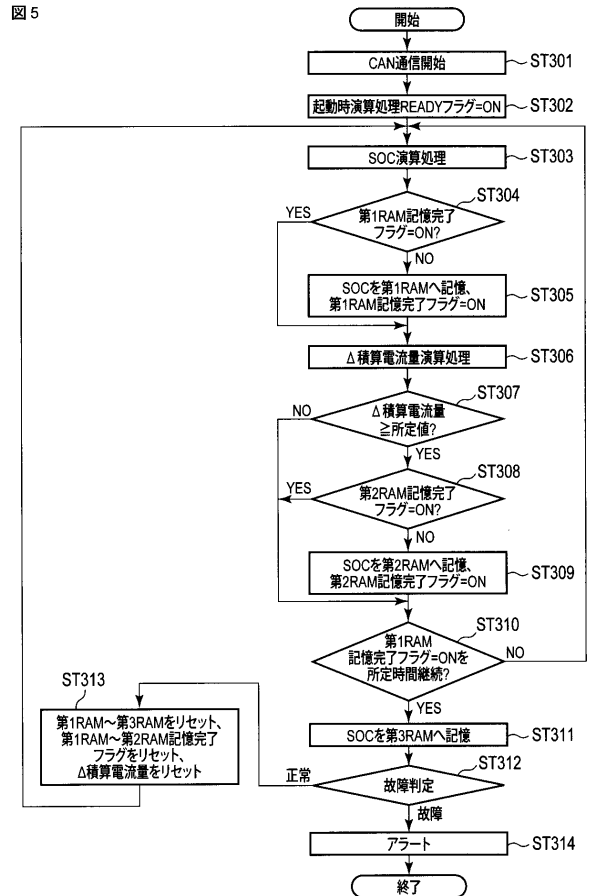 図5
開始
CAN通信開始
ST301
起動時演算処理READYフラグ=ON
ST302
SOC演算処理
ST303
ST304
第1RAM記憶完了
フラグ=ON?
YES
NO
SOCを第1RAMへ記憶、
第1RAM記憶完了フラグ=ON
ST305
Δ積算電流量演算処理
ST306
ST307
Δ積算電流量
≧所定値?
NO
YES
ST308
第2RAM記憶完了
フラグ=ON?
YES
NO
SOCを第2RAMへ記憶、
第2RAM記憶完了フラグ=ON
ST309
ST310
第1RAM
記憶完了フラグ=ONを
所定時間継続?
NO
YES
ST313
第1RAM～第3RAMをリセット、
第1RAM～第2RAM記憶完了
フラグをリセット、
Δ積算電流量をリセット
SOCを第3RAMへ記憶
ST311
ST312
故障判定
正常
故障
アラート
ST314
終了